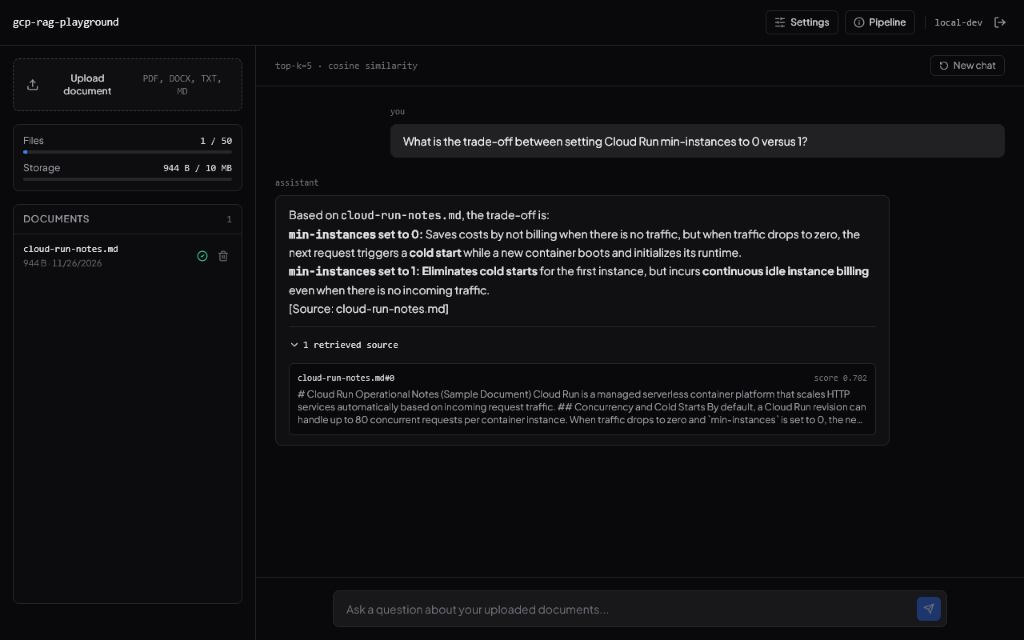 gcp-rag-playground
Settings
Pipeline
local-dev
Upload document
PDF, DOCX, TXT, MD
Files 1 / 50
Storage 944 B / 10 MB
DOCUMENTS 1
cloud-run-notes.md
944 B · 11/26/2026
top-k=5 · cosine similarity
New chat
you
What is the trade-off between setting Cloud Run min-instances to 0 versus 1?
assistant
Based on cloud-run-notes.md, the trade-off is:
min-instances set to 0: Saves costs by not billing when there is no traffic, but when traffic drops to zero, the
next request triggers a cold start while a new container boots and initializes its runtime.
min-instances set to 1: Eliminates cold starts for the first instance, but incurs continuous idle instance billing
even when there is no incoming traffic.
[Source: cloud-run-notes.md]
1 retrieved source
cloud-run-notes.md#0 score 0.702
# Cloud Run Operational Notes (Sample Document) Cloud Run is a managed serverless container platform that scales HTTP
services automatically based on incoming request traffic. ## Concurrency and Cold Starts By default, a Cloud Run revision can
handle up to 80 concurrent requests per container instance. When traffic drops to zero and `min-instances` is set to 0, the ne...
Ask a question about your uploaded documents...